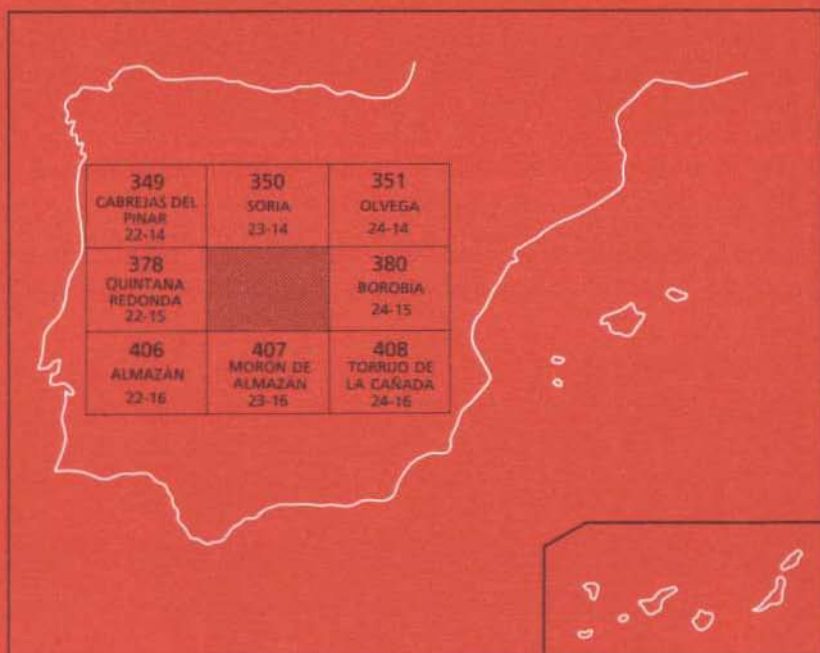 349
CABREJAS DEL
PINAR
22-14
350
SORIA
23-14
351
OLVEGA
24-14
378
QUINTANA
REDONDA
22-15
380
BOROBIA
24-15
406
ALMAZÁN
22-16
407
MORÓN DE
ALMAZÁN
23-16
408
TORRIJO DE
LA CAÑADA
24-16